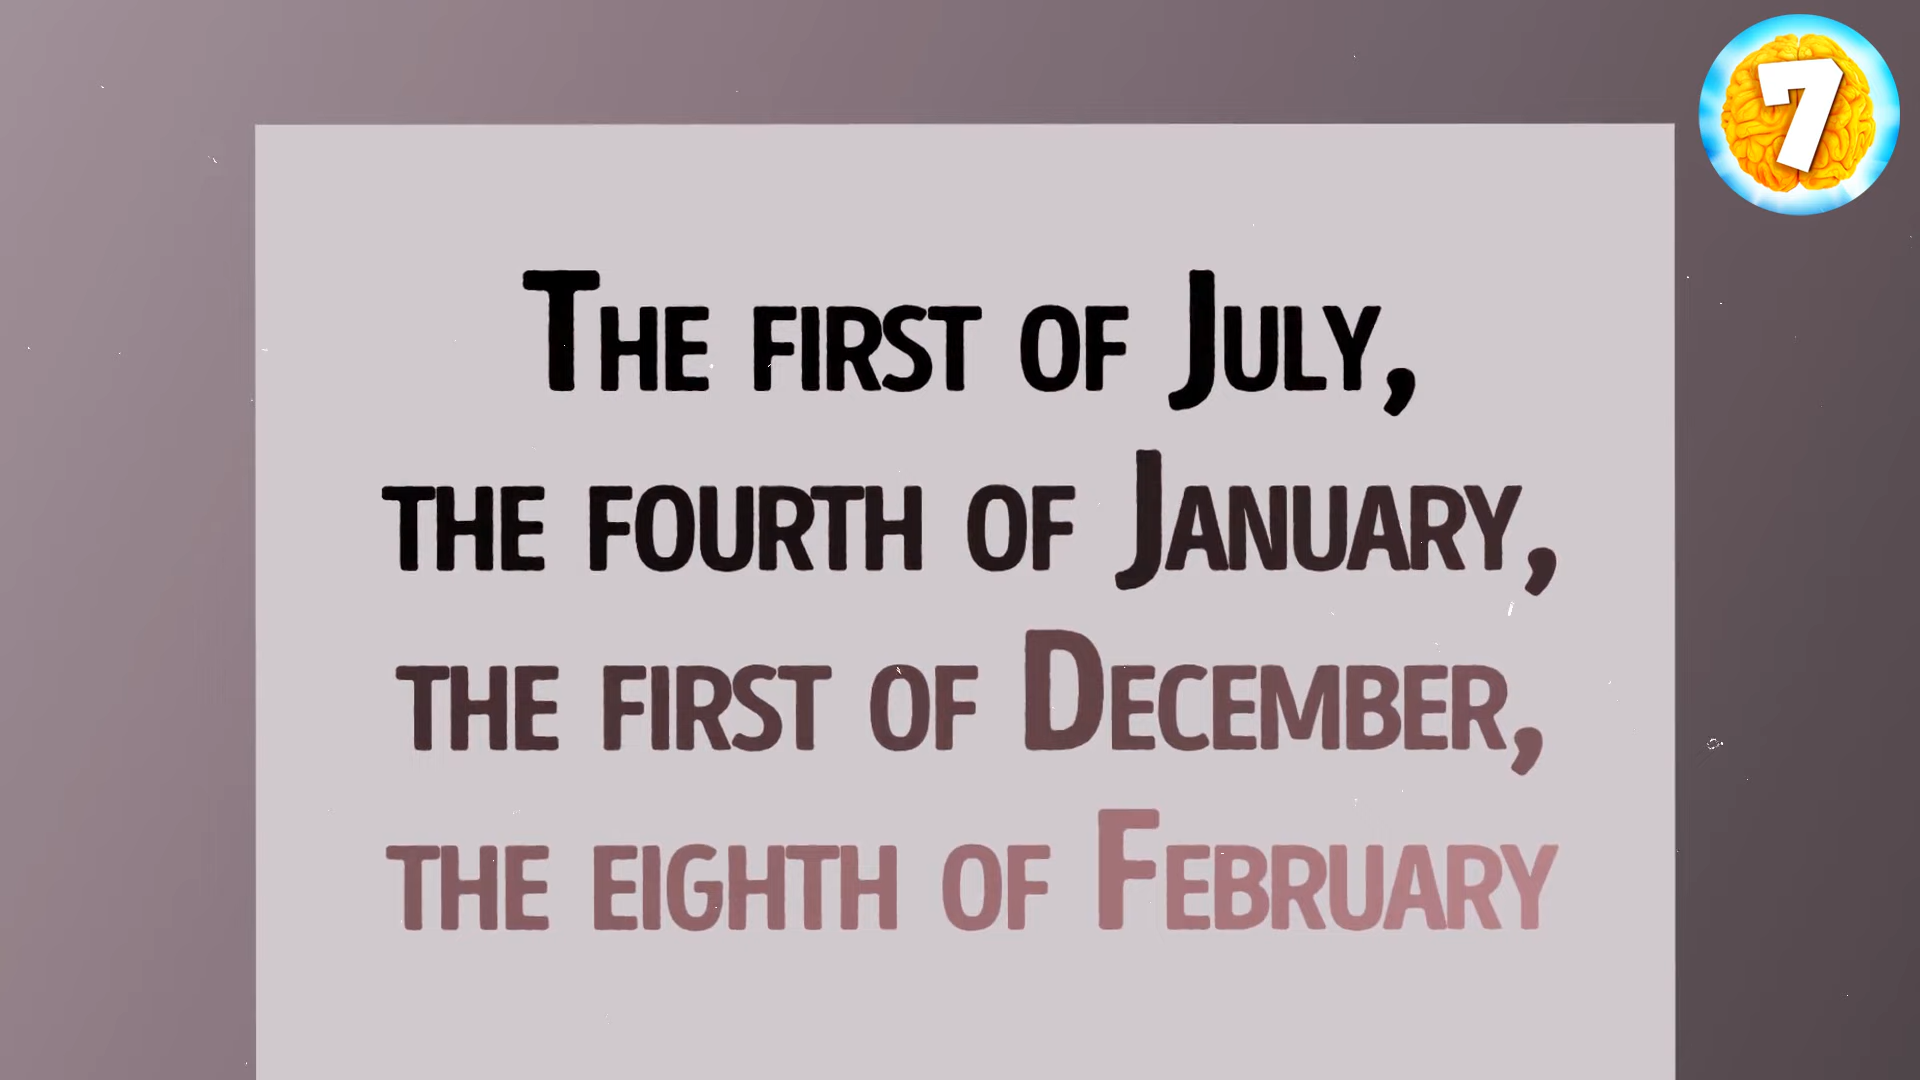 7
The first of July,
the fourth of January,
the first of December,
the eighth of February